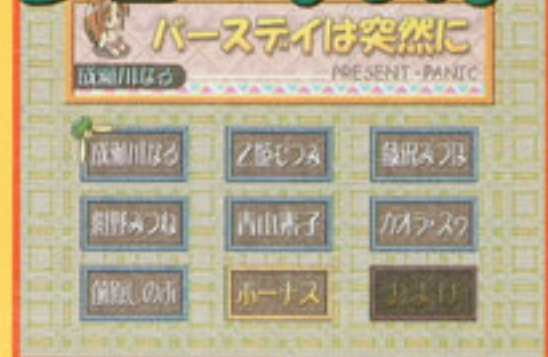 バースデイは突然に
成瀬川なる
PRESENT・PANIC
成瀬川なる
乙姫むつみ
前原しのぶ
紺野みつね
青山素子
カオラ・スゥ
ボーナス
おまけ